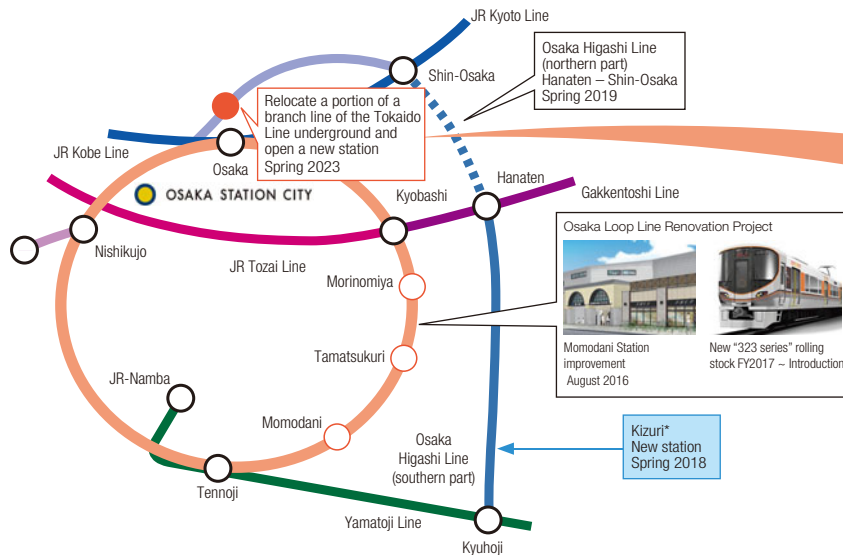 JR Kyoto Line
Shin-Osaka
Osaka Higashi Line
(northern part)
Hanaten – Shin-Osaka
Spring 2019
Relocate a portion of a
branch line of the Tokaido
Line underground and
open a new station
Spring 2023
JR Kobe Line
Osaka
OSAKA STATION CITY
Kyobashi
Hanaten
Gakkentoshi Line
Nishikujo
JR Tozai Line
Morinomiya
Osaka Loop Line Renovation Project
Momodani Station
improvement
August 2016
New “323 series” rolling
stock FY2017 ~ Introduction
Tamatsukuri
JR-Namba
Momodani
Osaka
Higashi Line
(southern part)
Kizuri*
New station
Spring 2018
Tennoji
Yamatoji Line
Kyuhoji